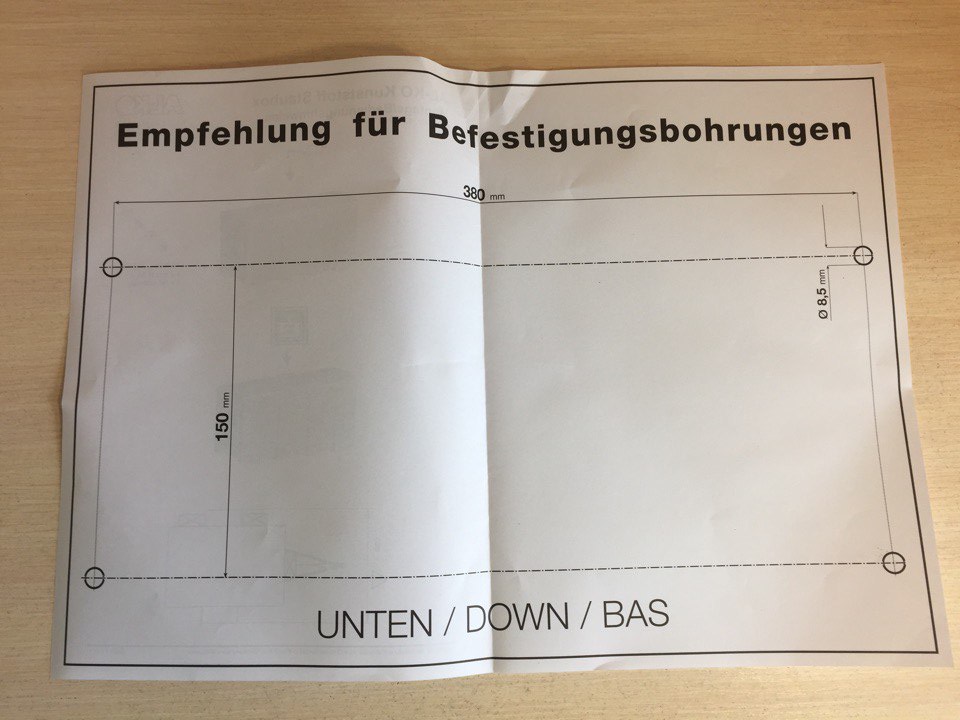 Empfehlung für Befestigungsbohrungen
380 mm
Ø 8,5 mm
150 mm
UNTEN / DOWN / BAS